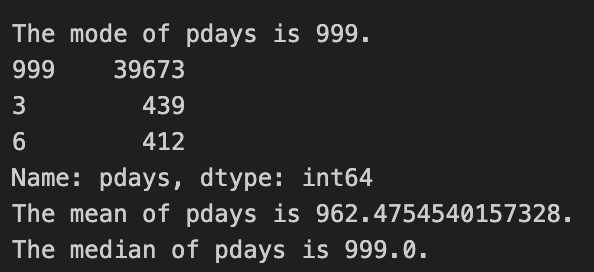 The mode of pdays is 999.
999    39673
3        439
6        412
Name: pdays, dtype: int64
The mean of pdays is 962.4754540157328.
The median of pdays is 999.0.